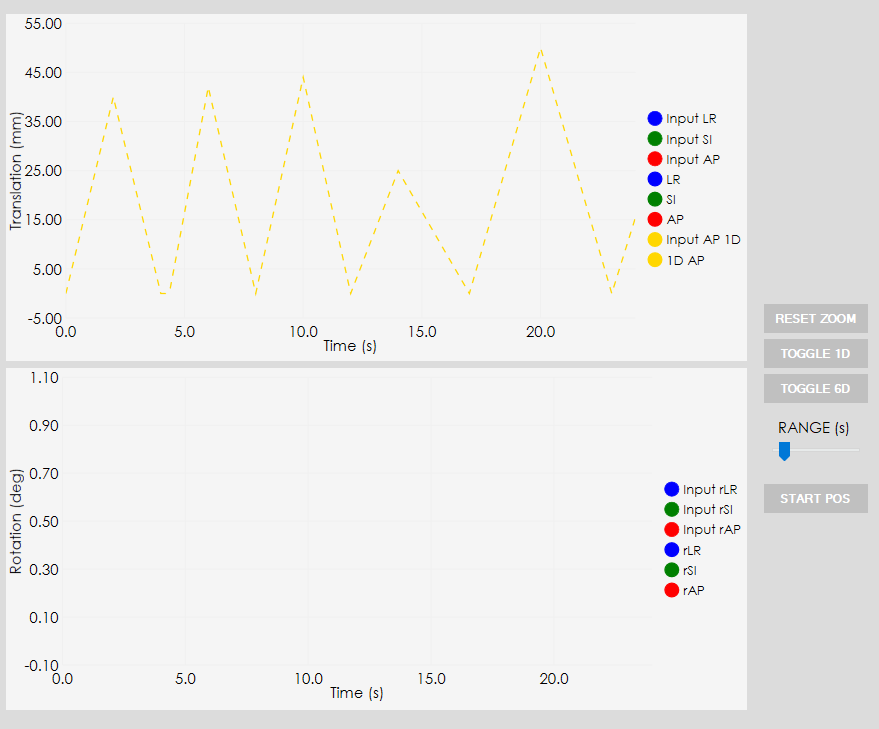 55.00
45.00
35.00
25.00
15.00
5.00
-5.00
Translation (mm)
0.0 5.0 10.0 15.0 20.0
Time (s)
Input LR
Input SI
Input AP
LR
SI
AP
Input AP 1D
1D AP
1.10
0.90
0.70
0.50
0.30
0.10
-0.10
Rotation (deg)
0.0 5.0 10.0 15.0 20.0
Time (s)
Input rLR
Input rSI
Input rAP
rLR
rSI
rAP
RESET ZOOM
TOGGLE 1D
TOGGLE 6D
RANGE (s)
START POS